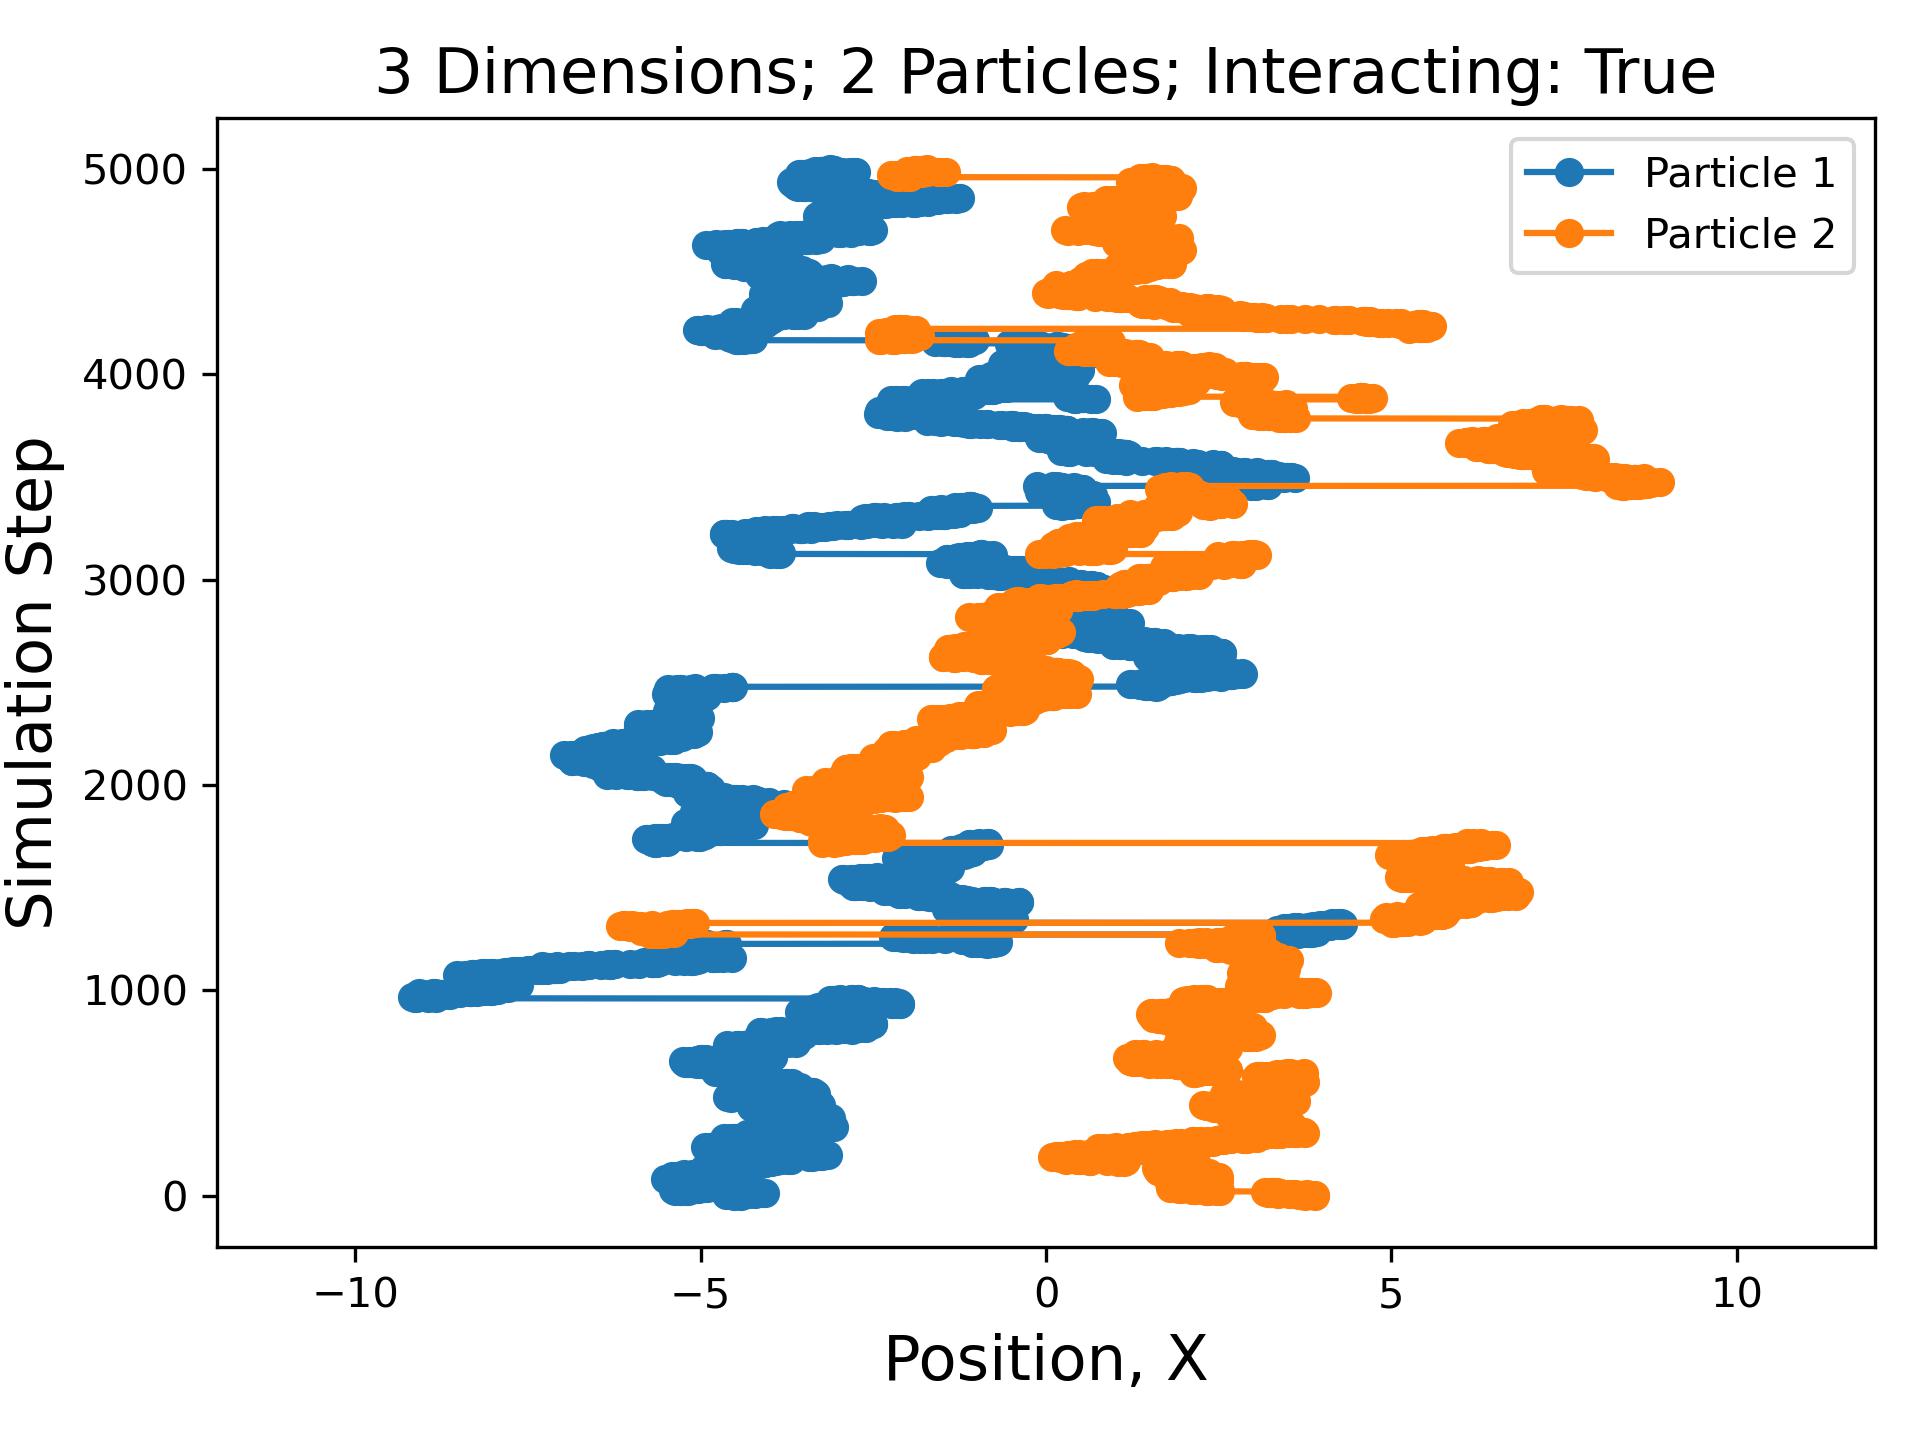 3 Dimensions; 2 Particles; Interacting: True
Particle 1
Particle 2
Simulation Step
5000
4000
3000
2000
1000
0
−10
−5
0
5
10
Position, X